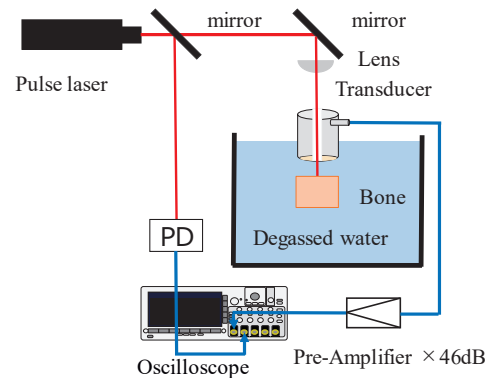 mirror
mirror
Pulse laser
Lens
Transducer
Bone
PD
Degassed water
Oscilloscope
Pre-Amplifier ×46dB